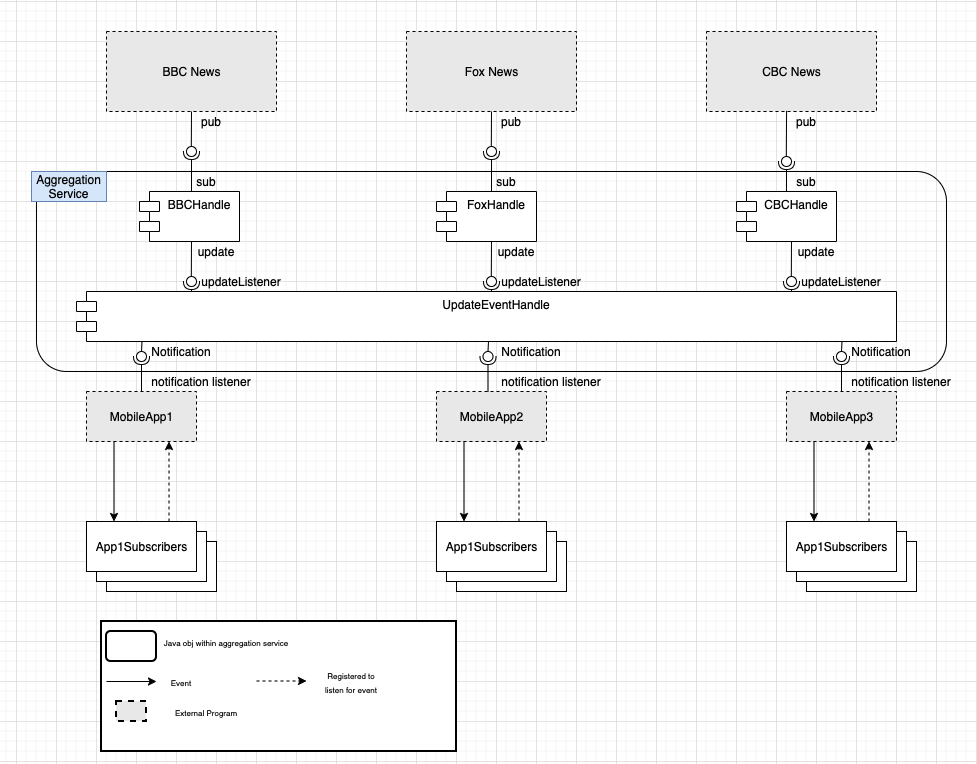 BBC News
Fox News
CBC News
pub
pub
pub
Aggregation
Service
sub
sub
sub
BBCHandle
FoxHandle
CBCHandle
update
update
update
updateListener
updateListener
updateListener
UpdateEventHandle
Notification
Notification
Notification
notification listener
notification listener
notification listener
MobileApp1
MobileApp2
MobileApp3
App1Subscribers
App1Subscribers
App1Subscribers
Java obj within aggregation service
Event
Registered to
listen for event
External Program